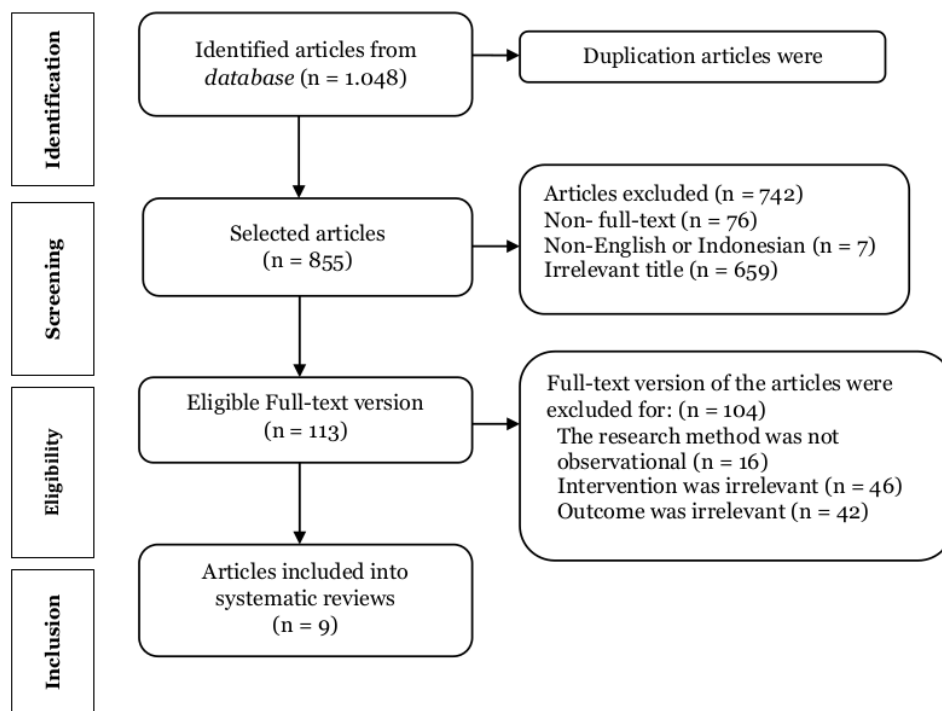 Identification
Identified articles from
database (n = 1.048)
Duplication articles were
Screening
Selected articles
(n = 855)
Articles excluded (n = 742)
Non- full-text (n = 76)
Non-English or Indonesian (n = 7)
Irrelevant title (n = 659)
Eligibility
Eligible Full-text version
(n = 113)
Full-text version of the articles were
excluded for: (n = 104)
The research method was not
observational (n = 16)
Intervention was irrelevant (n = 46)
Outcome was irrelevant (n = 42)
Inclusion
Articles included into
systematic reviews
(n = 9)